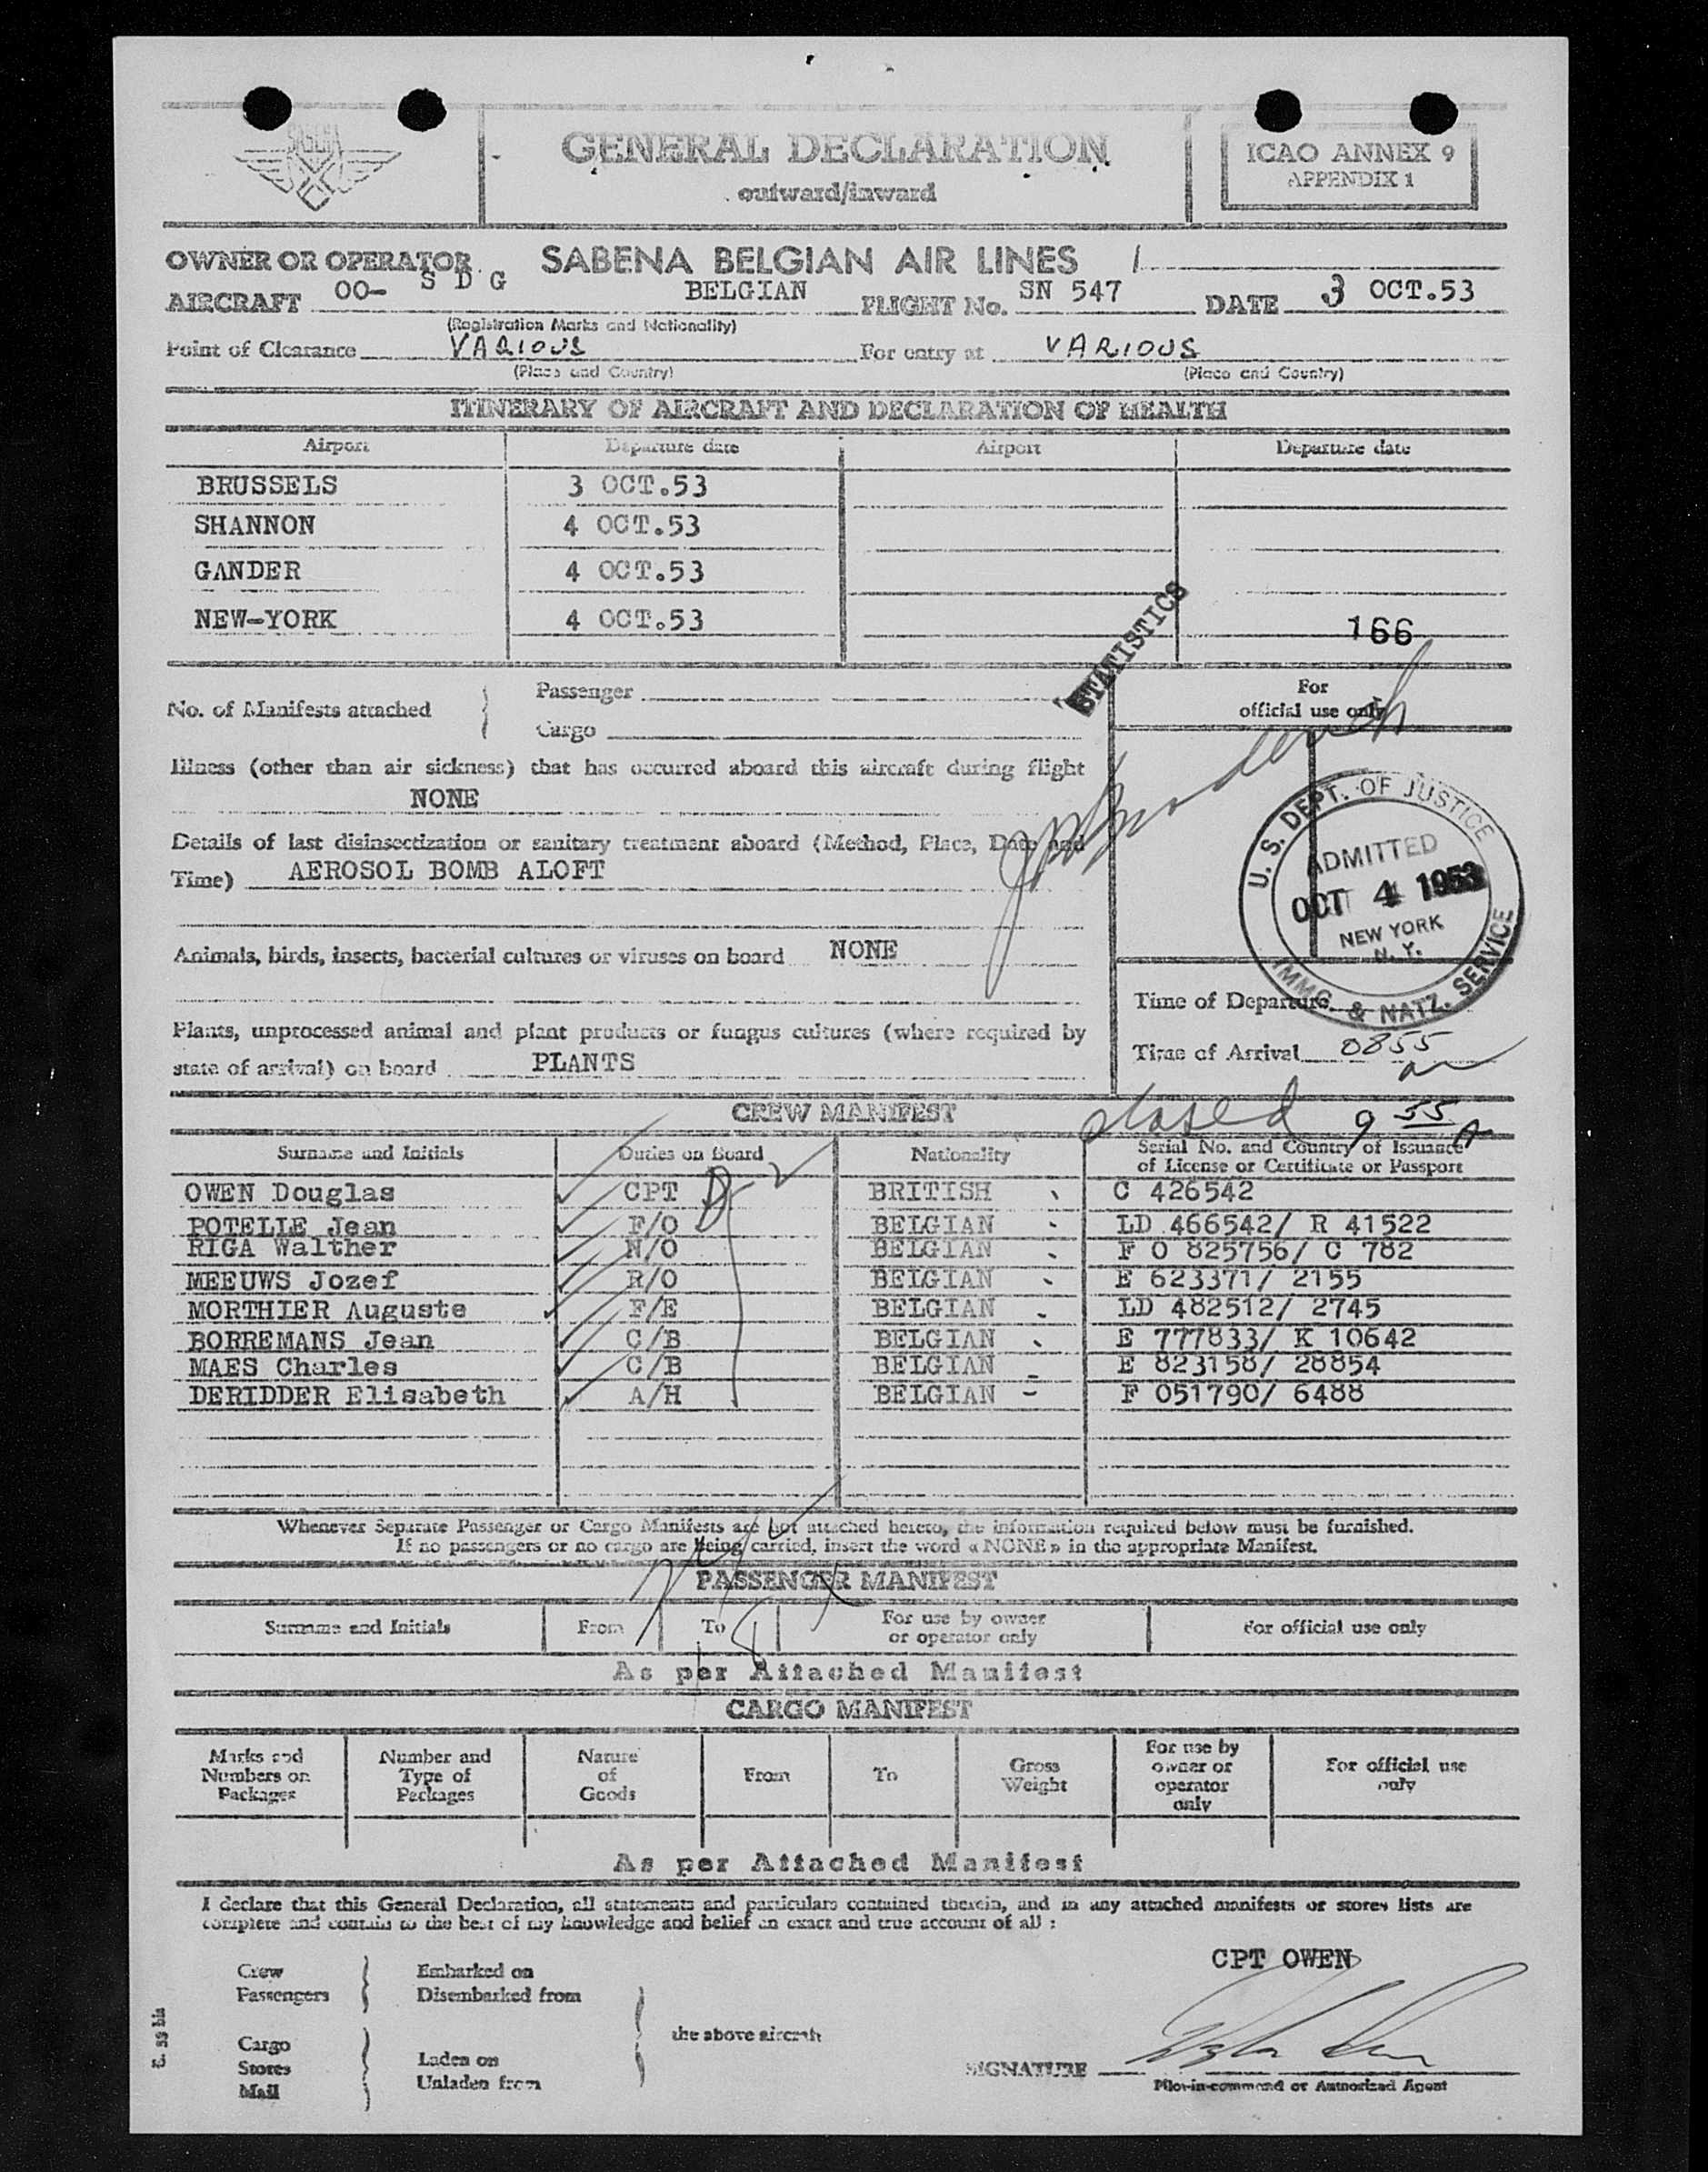 GENERAL DECLARATION
outward/inward
ICAO ANNEX 9
APPENDIX 1
OWNER OR OPERATOR SABENA BELGIAN AIR LINES
AIRCRAFT OO- S D G BELGIAN FLIGHT No. SN 547 DATE 3 OCT.53
(Registration Marks and Nationality)
Point of Clearance VARIOUS For entry at VARIOUS
(Place and Country) (Place and Country)
ITINERARY OF AIRCRAFT AND DECLARATION OF HEALTH
Airport Departure date Airport Departure date
BRUSSELS 3 OCT.53
SHANNON 4 OCT.53
GANDER 4 OCT.53
NEW-YORK 4 OCT.53 166
STATISTICS
No. of Manifests attached
Passenger
Cargo
For
official use only
Illness (other than air sickness) that has occurred aboard this aircraft during flight
NONE
Details of last disinsectization or sanitary treatment aboard (Method, Place, Date and
Time) AEROSOL BOMB ALOFT
U. S. DEPT. OF JUSTICE
ADMITTED
OCT 4 1953
NEW YORK
N. Y.
IMMG. & NATZ. SERVICE
Animals, birds, insects, bacterial cultures or viruses on board NONE
Time of Departure
Plants, unprocessed animal and plant products or fungus cultures (where required by
state of arrival) on board PLANTS
Time of Arrival 0855
CREW MANIFEST
closed 9 55 A
Surname and Initials Duties on Board Nationality Serial No. and Country of Issuance
of License or Certificate or Passport
OWEN Douglas CPT BRITISH C 426542
POTELIE Jean F/O BELGIAN LD 466542/ R 41522
RIGA Walther N/O BELGIAN F 0 825756/ C 782
MEEUWS Jozef R/O BELGIAN E 623371/ 2155
MORTHIER Auguste F/E BELGIAN LD 482512/ 2745
BORREMANS Jean C/B BELGIAN E 777833/ K 10642
MAES Charles C/B BELGIAN E 823158/ 28854
DERIDDER Elisabeth A/H BELGIAN F 051790/ 6488
Whenever Separate Passenger or Cargo Manifests are not attached hereto, the information required below must be furnished.
If no passengers or no cargo are being carried, insert the word « NONE » in the appropriate Manifest.
PASSENGER MANIFEST
Surname and Initials From To For use by owner
or operator only For official use only
As per Attached Manifest
CARGO MANIFEST
Marks and
Numbers on
Packages
Number and
Type of
Packages
Nature
of
Goods
From
To
Gross
Weight
For use by
owner or
operator
only
For official use
only
As per Attached Manifest
I declare that this General Declaration, all statements and particulars contained therein, and in any attached manifests or stores lists are
complete and contain to the best of my knowledge and belief an exact and true account of all :
CPT OWEN
Crew
Passengers
Embarked on
Disembarked from
Cargo
Stores
Mail
Laden on
Unladen from
the above aircraft
SIGNATURE
Pilot-in-command or Authorized Agent